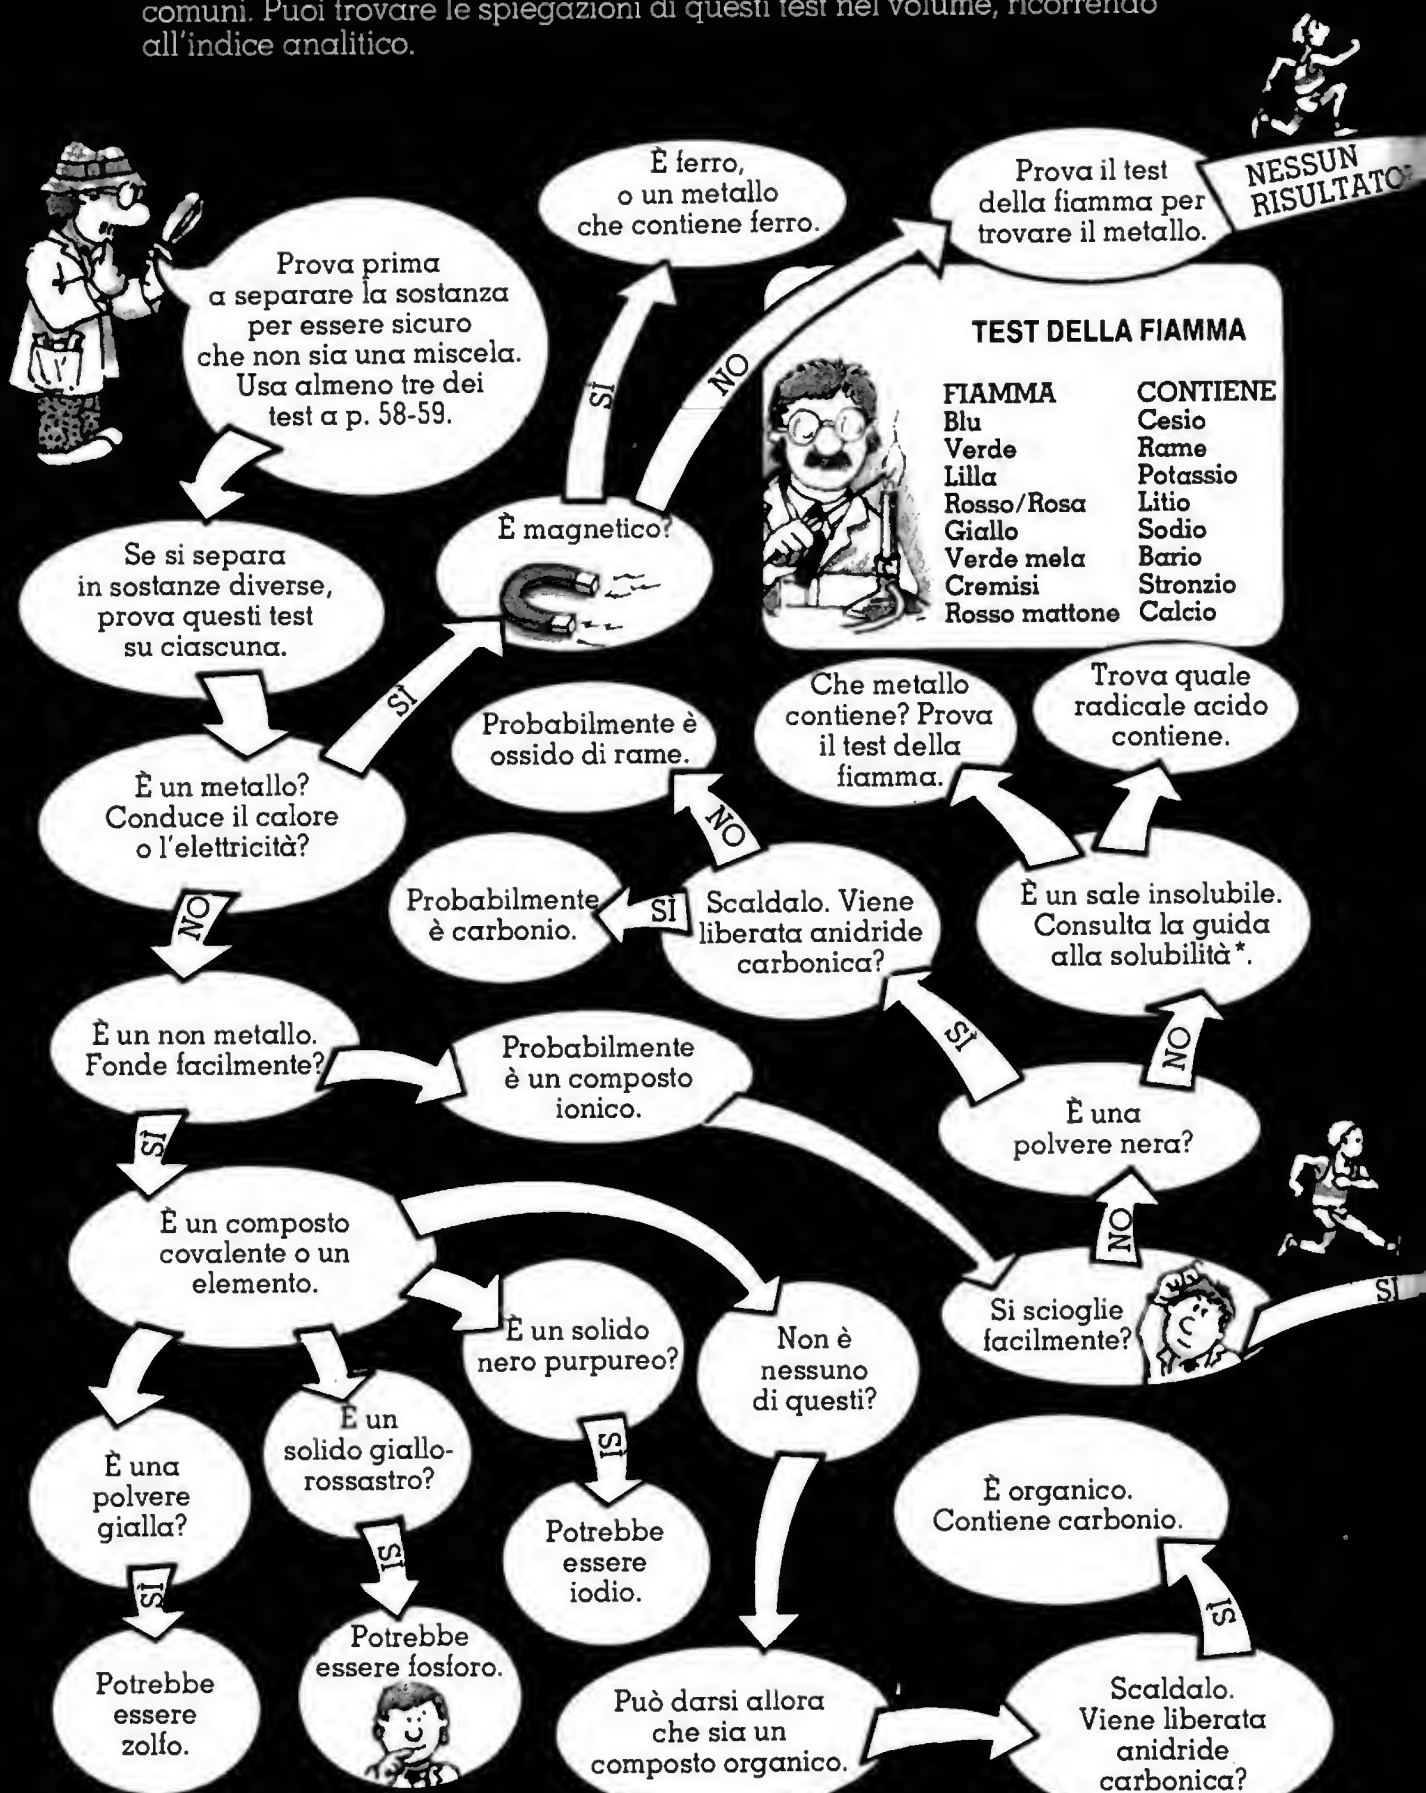 comuni. Puoi trovare le spiegazioni di questi test nel volume, ricorrendo
all'indice analitico.
Prova prima
a separare la sostanza
per essere sicuro
che non sia una miscela.
Usa almeno tre dei
test a p. 58-59.
È ferro,
o un metallo
che contiene ferro.
Prova il test
della fiamma per
trovare il metallo.
NESSUN
RISULTATO
TEST DELLA FIAMMA
FIAMMA CONTIENE
Blu Cesio
Verde Rame
Lilla Potassio
Rosso/Rosa Litio
Giallo Sodio
Verde mela Bario
Cremisi Stronzio
Rosso mattone Calcio
SÌ
NO
È magnetico?
Se si separa
in sostanze diverse,
prova questi test
su ciascuna.
SÌ
È un metallo?
Conduce il calore
o l'elettricità?
Probabilmente è
ossido di rame.
Che metallo
contiene? Prova
il test della
fiamma.
Trova quale
radicale acido
contiene.
NO
NO
Probabilmente
è carbonio.
SÌ
Scaldalo. Viene
liberata anidride
carbonica?
È un sale insolubile.
Consulta la guida
alla solubilità*.
È un non metallo.
Fonde facilmente?
Probabilmente
è un composto
ionico.
SÌ
NO
È una
polvere nera?
SÌ
NO
È un composto
covalente o un
elemento.
È un solido
nero purpureo?
Non è
nessuno
di questi?
Si scioglie
facilmente?
SÌ
È una
polvere
gialla?
È un
solido giallo-
rossastro?
SÌ
È organico.
Contiene carbonio.
SÌ
SÌ
Potrebbe
essere
iodio.
SÌ
Potrebbe
essere
zolfo.
Potrebbe
essere fosforo.
Può darsi allora
che sia un
composto organico.
Scaldalo.
Viene liberata
anidride
carbonica?